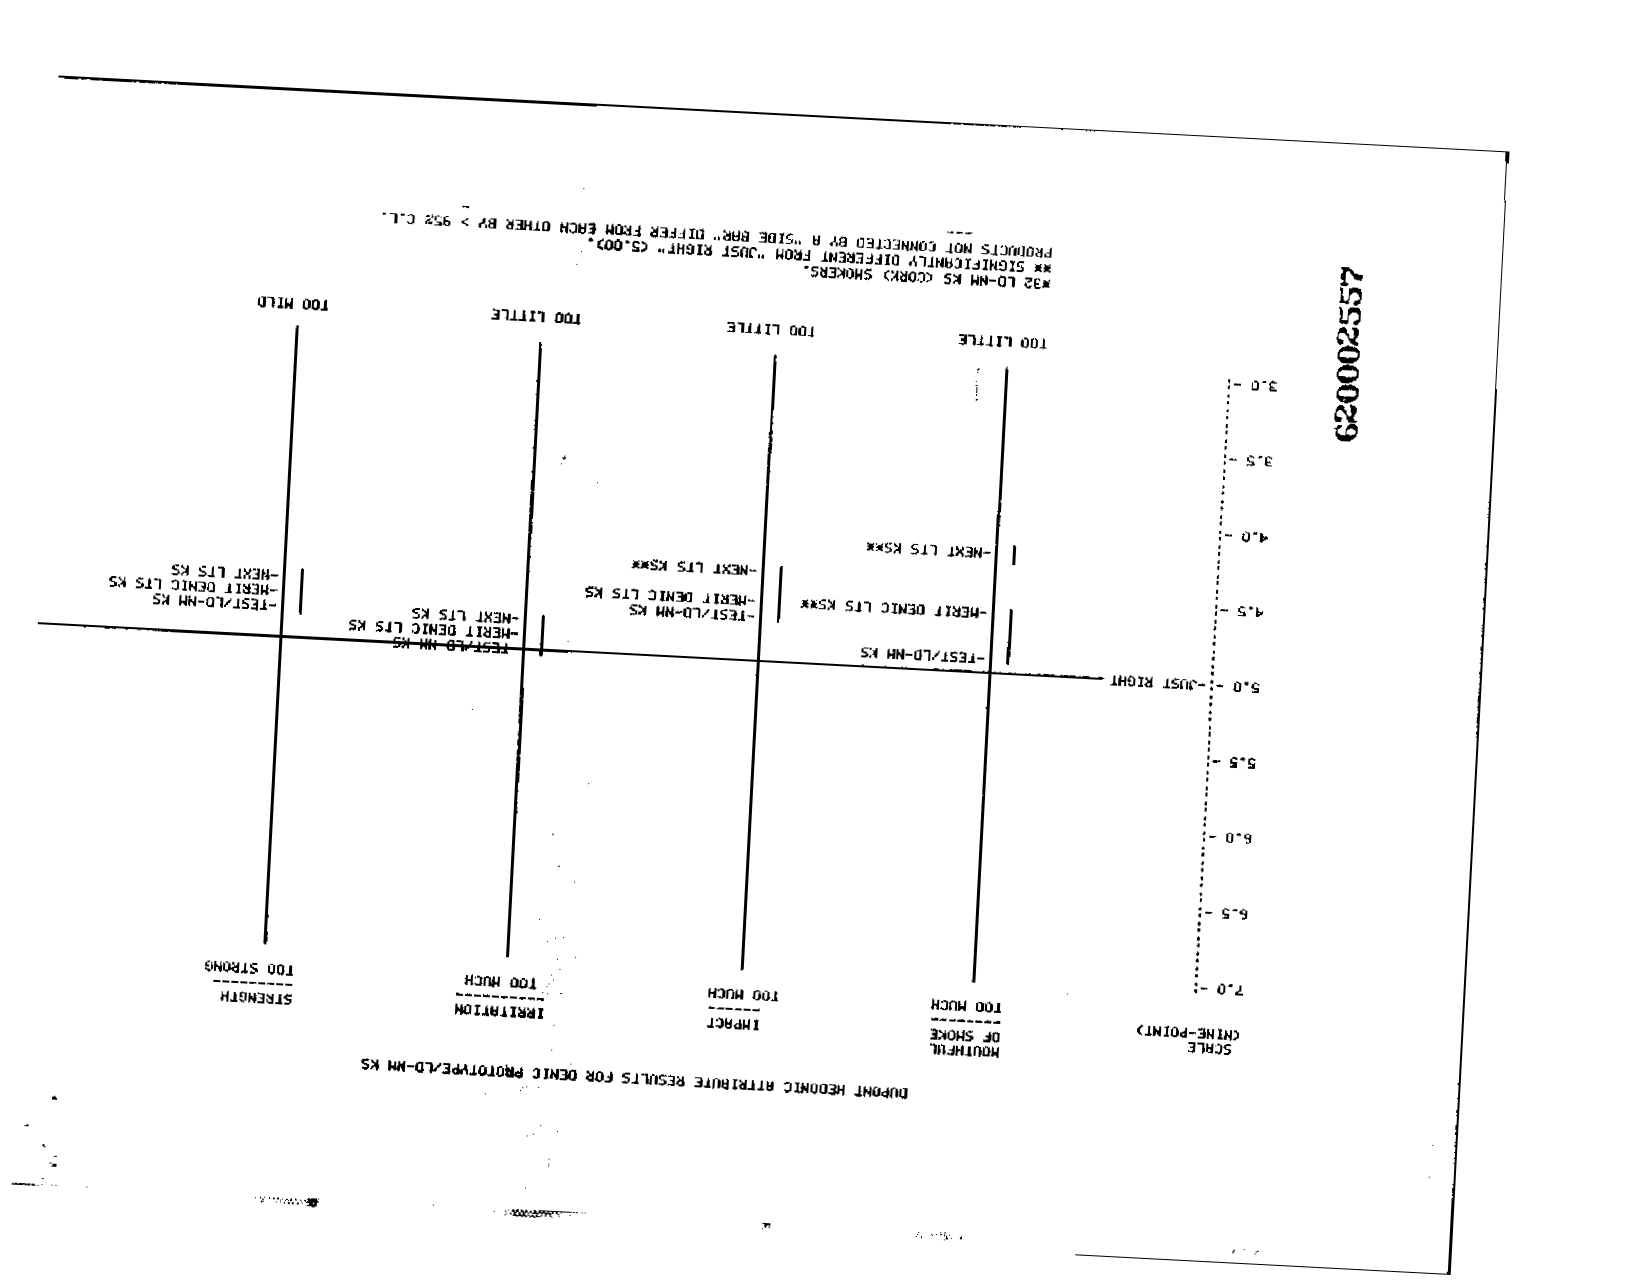 DUPONT HEDONIC ATTRIBUTE RESULTS FOR DENIC PROTOTYPE/LD-NM KS
SCALE
(NINE-POINT)
MOUTHFUL
OF SMOKE
IMPACT
IRRITATION
STRENGTH
TOO MUCH
TOO MUCH
TOO MUCH
TOO STRONG
7.0 -
6.5 -
6.0 -
5.5 -
5.0 - -JUST RIGHT
4.5 -
4.0 -
3.5 -
3.0 -
-TEST/LD-NM KS
-MERIT DENIC LTS KS**
-NEXT LTS KS**
-TEST/LD-NM KS
-MERIT DENIC LTS KS
-NEXT LTS KS**
TEST/LD-NM KS
-MERIT DENIC LTS KS
-NEXT LTS KS
-TEST/LD-NM KS
-MERIT DENIC LTS KS
-NEXT LTS KS
TOO LITTLE
TOO LITTLE
TOO LITTLE
TOO MILD
*32 LD-NM KS (CORK) SMOKERS.
** SIGNIFICANTLY DIFFERENT FROM "JUST RIGHT" (5.00).
PRODUCTS NOT CONNECTED BY A "SIDE BAR" DIFFER FROM EACH OTHER BY > 95% C.L.
620002557